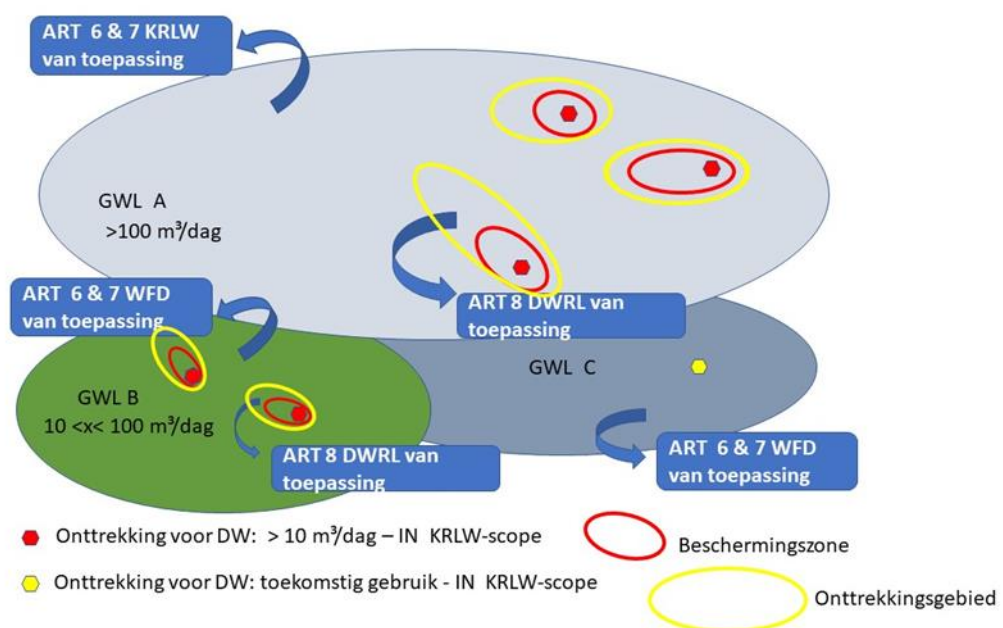 ART 6 & 7 KRLW
van toepassing
GWL A
>100 m³/dag
ART 6 & 7 WFD
van toepassing
ART 8 DWRL van
toepassing
GWL C
GWL B
10 <x< 100 m³/dag
ART 6 & 7 WFD
van toepassing
ART 8 DWRL van
toepassing
Onttrekking voor DW: > 10 m³/dag – IN KRLW-scope
Beschermingszone
Onttrekking voor DW: toekomstig gebruik - IN KRLW-scope
Onttrekkingsgebied